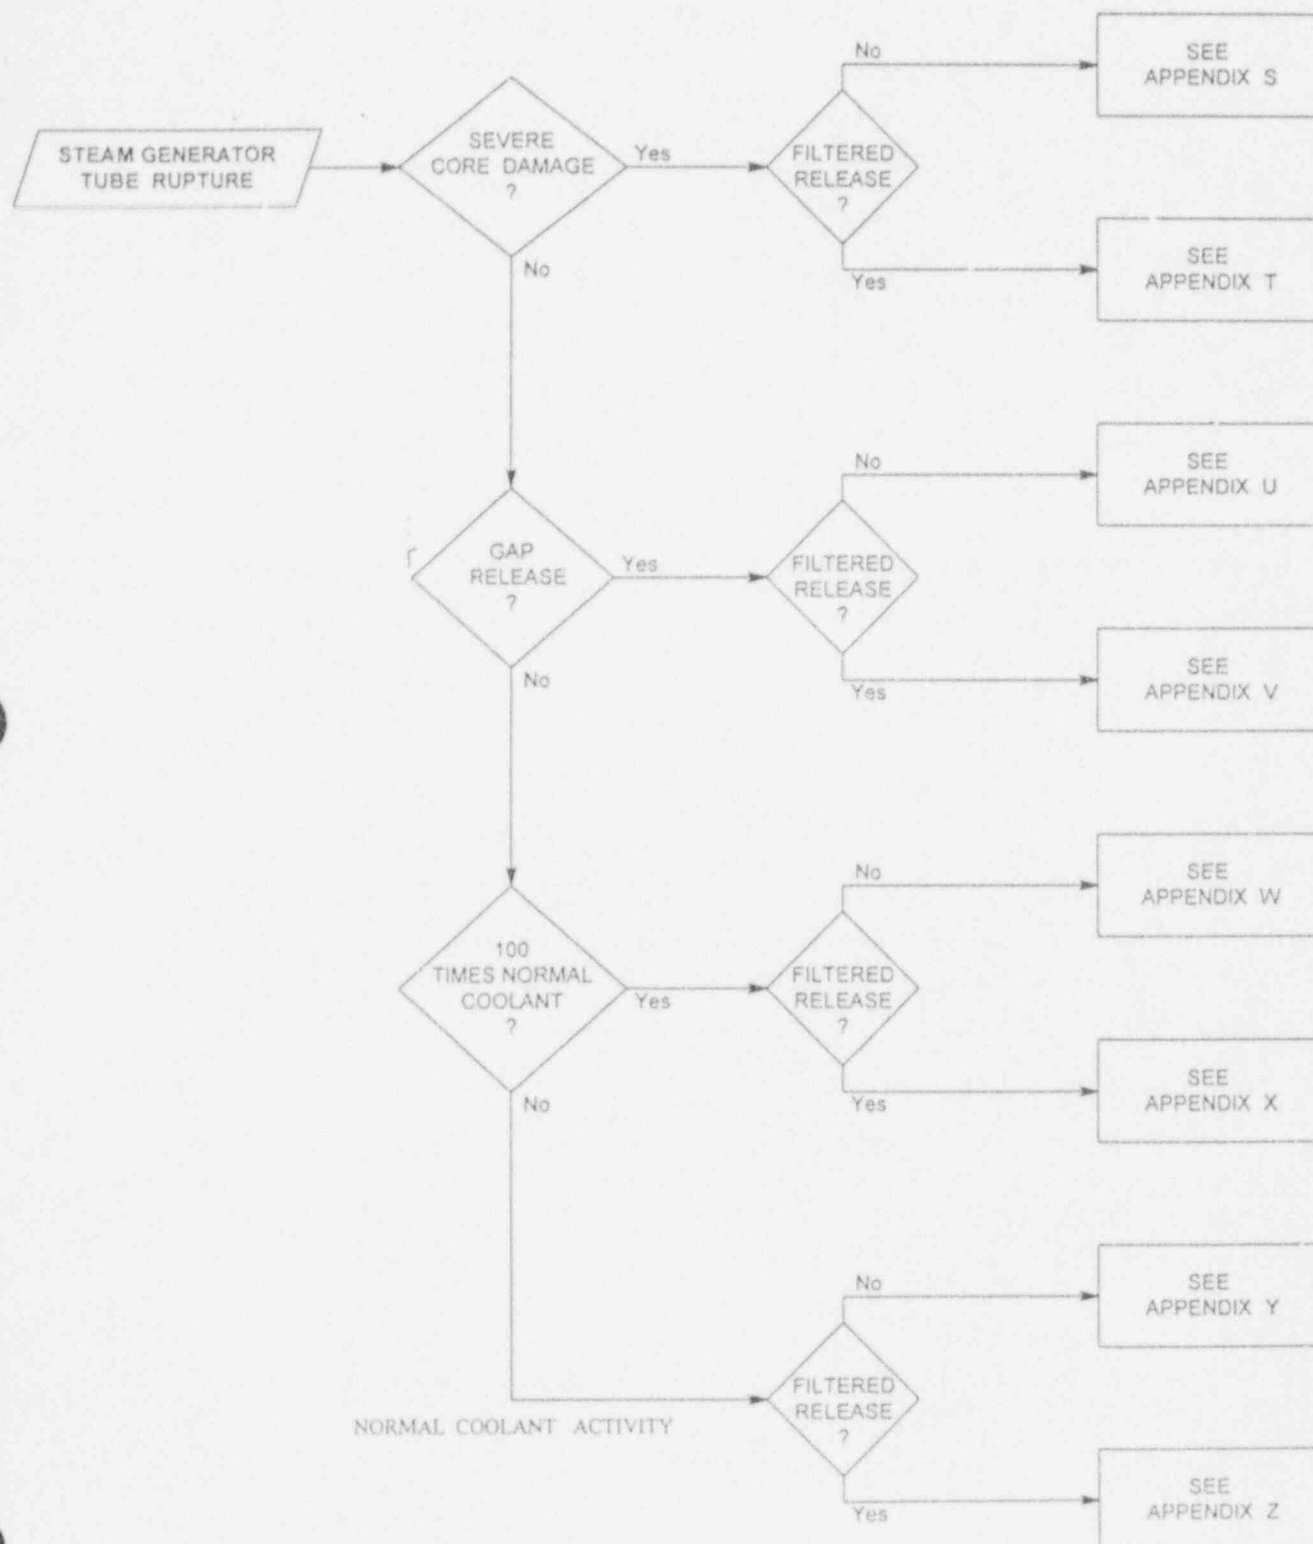 No
SEE
APPENDIX S
STEAM GENERATOR
TUBE RUPTURE
SEVERE
CORE DAMAGE
?
Yes
FILTERED
RELEASE
?
No
Yes
SEE
APPENDIX T
No
SEE
APPENDIX U
GAP
RELEASE
?
Yes
FILTERED
RELEASE
?
No
Yes
SEE
APPENDIX V
No
SEE
APPENDIX W
100
TIMES NORMAL
COOLANT
?
Yes
FILTERED
RELEASE
?
No
Yes
SEE
APPENDIX X
No
SEE
APPENDIX Y
FILTERED
RELEASE
?
NORMAL COOLANT ACTIVITY
Yes
SEE
APPENDIX Z